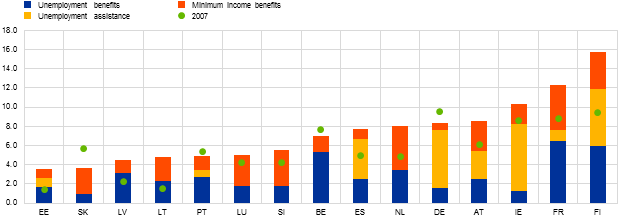 Unemployment benefits
Minimum income benefits
Unemployment assistance
2007
18.0
16.0
14.0
12.0
10.0
8.0
6.0
4.0
2.0
0.0
EE SK LV LT PT LU SI BE ES NL DE AT IE FR FI